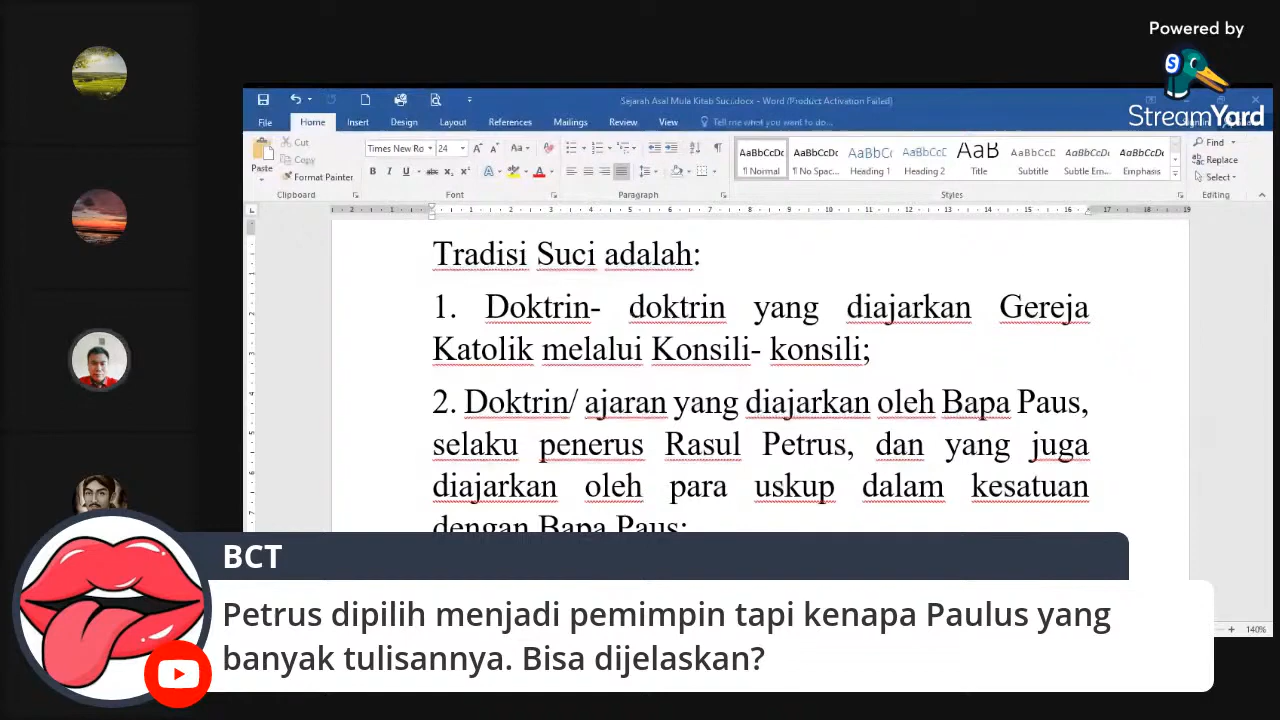 Powered by
StreamYard
Sejarah Asal Mula Kitab Suci.docx - Word (Product Activation Failed)
File Home Insert Design Layout References Mailings Review View Tell me what you want to do...
Paste
Cut
Copy
Format Painter
Times New Ro 24
AaBbCcDc AaBbCcDc AaBbC AaBbCcC AaB AaBbCcD AaBbCcDc AaBbCcDc
¶ Normal ¶ No Spac... Heading 1 Heading 2 Title Subtitle Subtle Em... Emphasis
Find
Replace
Select
Clipboard Font Paragraph Styles Editing
Tradisi Suci adalah:
1. Doktrin- doktrin yang diajarkan Gereja
Katolik melalui Konsili- konsili;
2. Doktrin/ ajaran yang diajarkan oleh Bapa Paus,
selaku penerus Rasul Petrus, dan yang juga
diajarkan oleh para uskup dalam kesatuan
dengan Bapa Paus;
BCT
Petrus dipilih menjadi pemimpin tapi kenapa Paulus yang
banyak tulisannya. Bisa dijelaskan?
140%